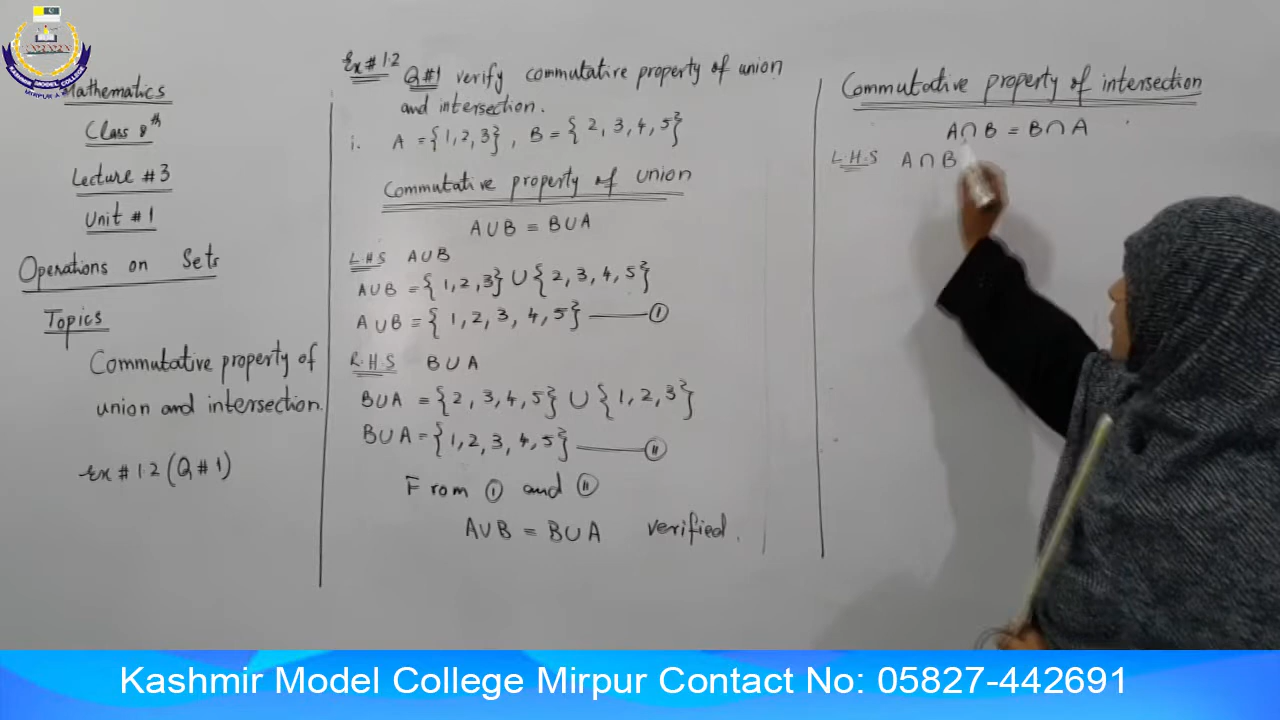 KASHMIR MODEL COLLEGE
MIRPUR A.K
Mathematics
Class 8th
Lecture #3
Unit #1
Operations on Sets
Topics
Commutative property of
union and intersection.
Ex # 1.2 (Q # 1)
Ex # 1.2
Q#1 verify commutative property of union
and intersection.
i. A = {1, 2, 3}, B = {2, 3, 4, 5}
Commutative property of union
A∪B = B∪A
L.H.S A∪B
A∪B = {1, 2, 3} ∪ {2, 3, 4, 5}
A∪B = {1, 2, 3, 4, 5} —— (i)
R.H.S B∪A
B∪A = {2, 3, 4, 5} ∪ {1, 2, 3}
B∪A = {1, 2, 3, 4, 5} —— (ii)
From (i) and (ii)
A∪B = B∪A verified.
Commutative property of intersection
A∩B = B∩A
L.H.S A∩B
Kashmir Model College Mirpur Contact No: 05827-442691